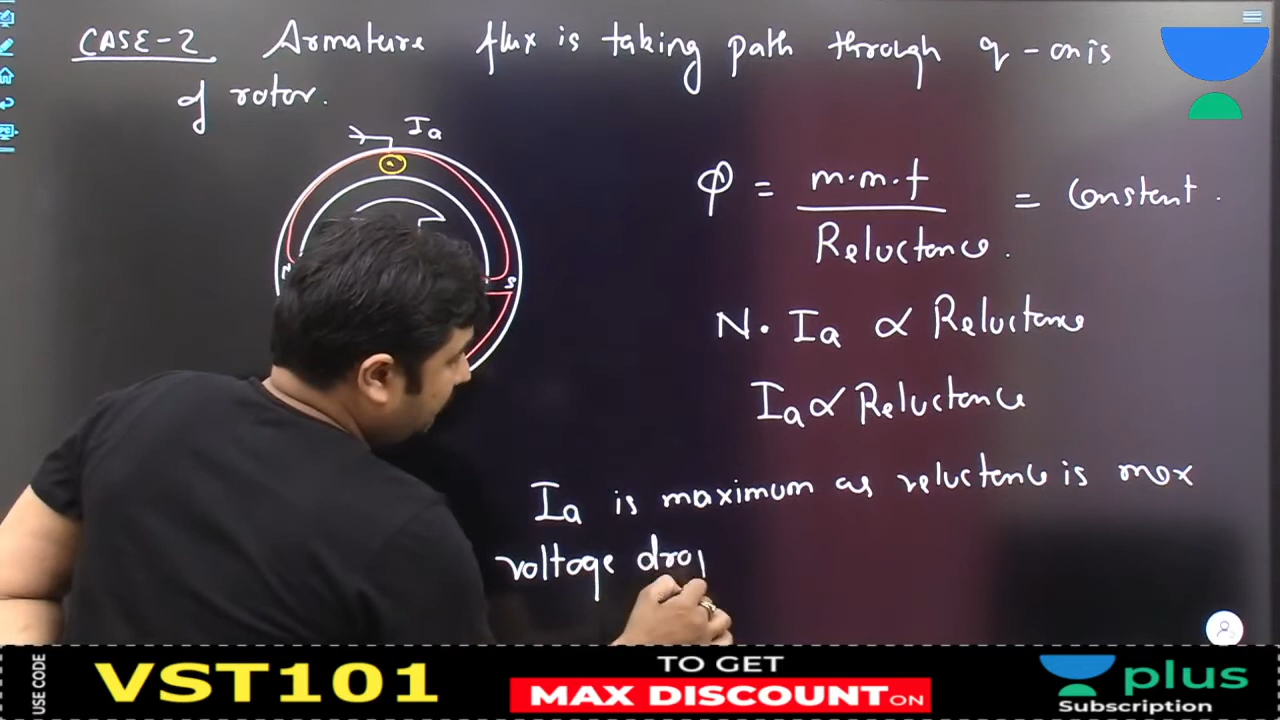 CASE-2 Armature flux is taking path through q-axis
of rotor.
Ia
N
S
φ = m.m.f / Reluctance. = Constant.
N. Ia ∝ Reluctance
Ia ∝ Reluctance
Ia is maximum as reluctance is max
voltage drop
USE CODE
VST101
TO GET
MAX DISCOUNT ON
plus
Subscription